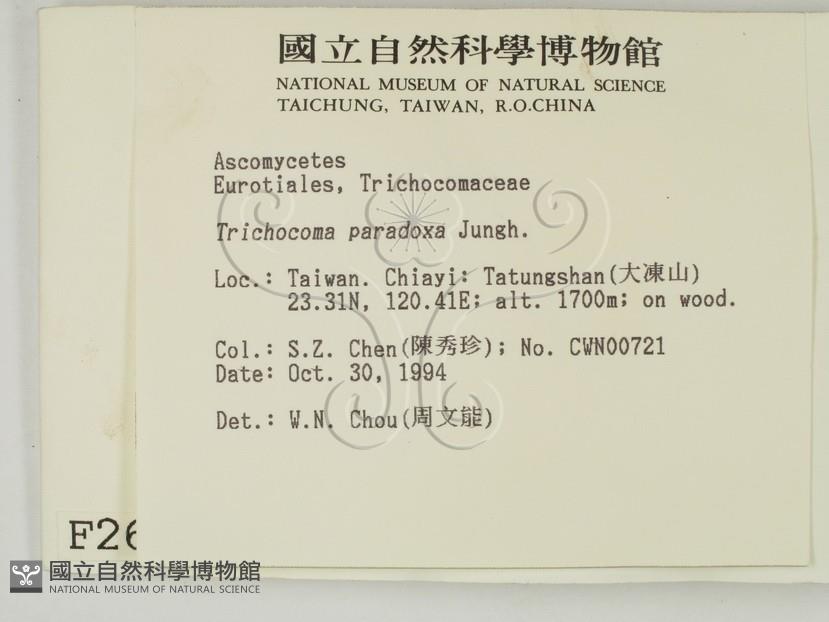 國立自然科學博物館
NATIONAL MUSEUM OF NATURAL SCIENCE
TAICHUNG, TAIWAN, R.O.CHINA
Ascomycetes
Eurotiales, Trichocomaceae
Trichocoma paradoxa Jungh.
Loc.: Taiwan. Chiayi: Tatungshan(大凍山)
23.31N, 120.41E; alt. 1700m; on wood.
Col.: S.Z. Chen(陳秀珍); No. CWN00721
Date: Oct. 30, 1994
Det.: W.N. Chou(周文能)
F26
國立自然科學博物館
NATIONAL MUSEUM OF NATURAL SCIENCE